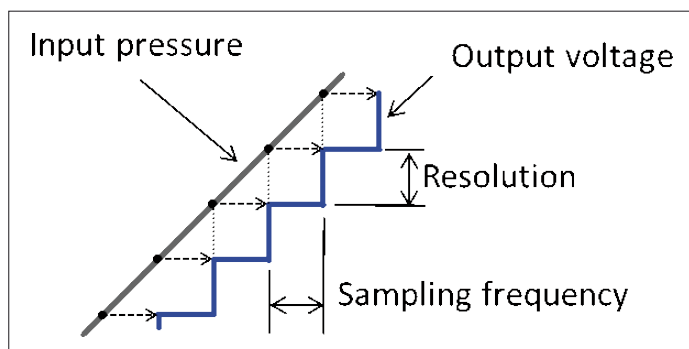 Input pressure
Output voltage
Resolution
Sampling frequency